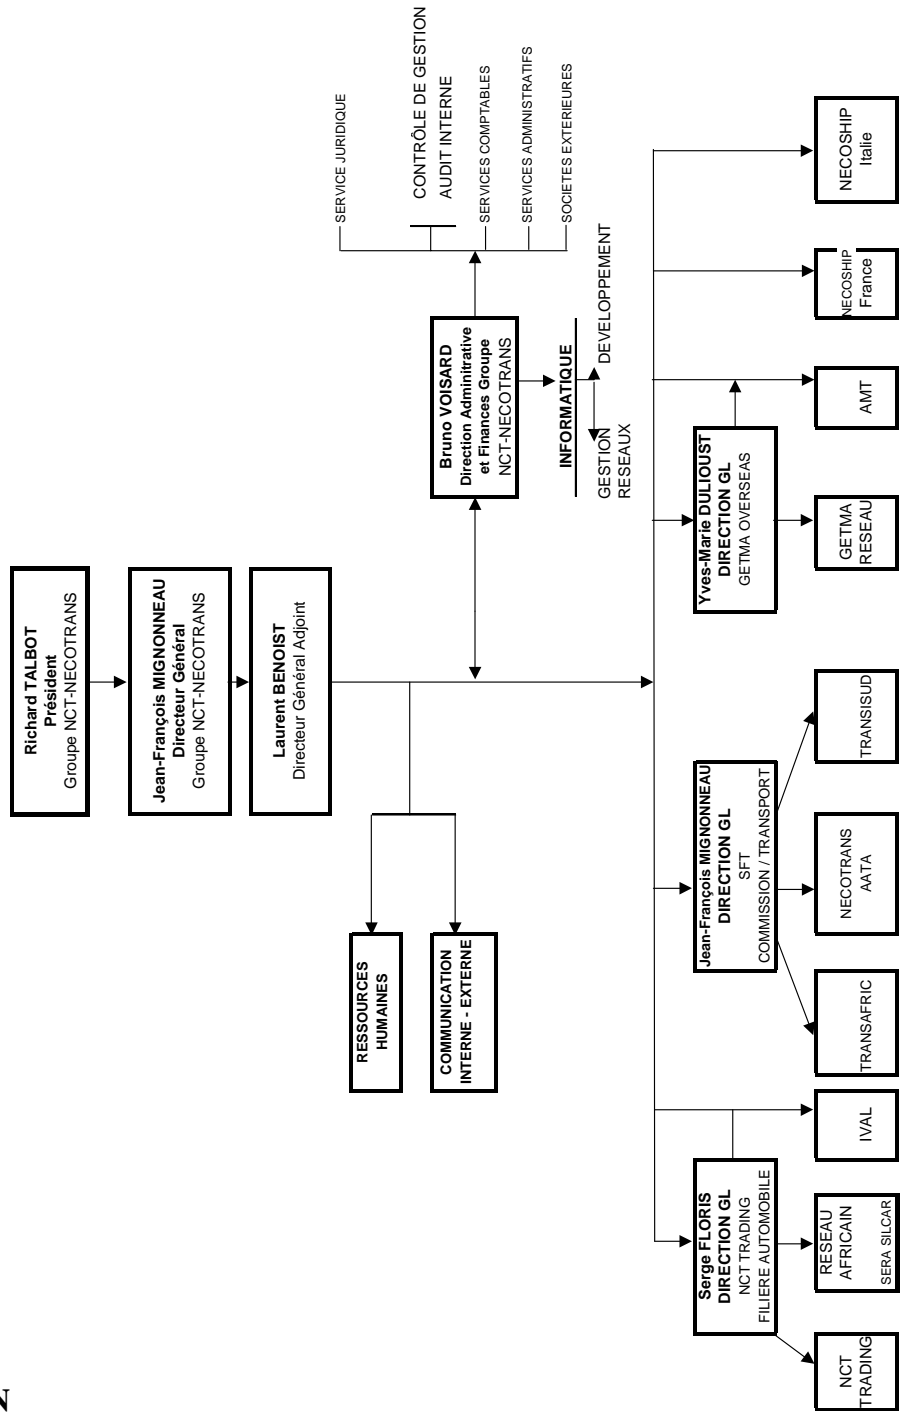 N
Richard TALBOT
Président
Groupe NCT-NECOTRANS
Jean-François MIGNONNEAU
Directeur Général
Groupe NCT-NECOTRANS
Laurent BENOIST
Directeur Général Adjoint
RESSOURCES
HUMAINES
COMMUNICATION
INTERNE - EXTERNE
Bruno VOISARD
Direction Adminitrative
et Finances Groupe
NCT-NECOTRANS
SERVICE JURIDIQUE
CONTRÔLE DE GESTION
AUDIT INTERNE
SERVICES COMPTABLES
SERVICES ADMINISTRATIFS
SOCIETES EXTERIEURES
INFORMATIQUE
GESTION
RESEAUX
DEVELOPPEMENT
Serge FLORIS
DIRECTION GL
NCT TRADING
FILIERE AUTOMOBILE
Jean-François MIGNONNEAU
DIRECTION GL
SFT
COMMISSION / TRANSPORT
Yves-Marie DULIOUST
DIRECTION GL
GETMA OVERSEAS
NCT
TRADING
RESEAU
AFRICAIN
SERA SILCAR
IVAL
TRANSAFRIC
NECOTRANS
AATA
TRANSISUD
GETMA
RESEAU
AMT
NECOSHIP
France
NECOSHIP
Italie